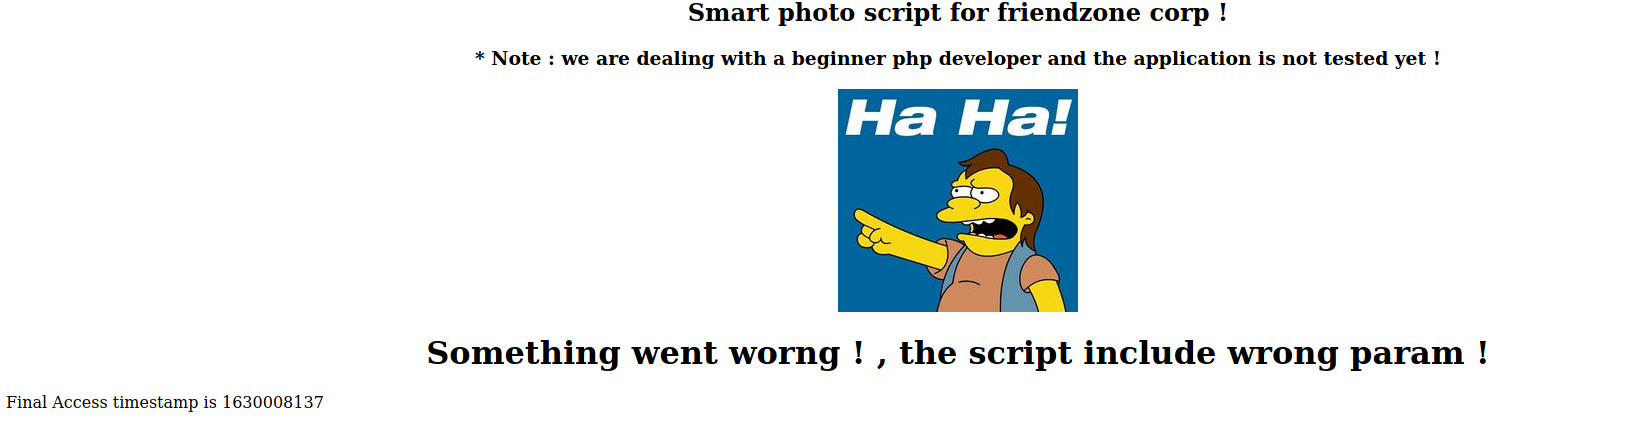 Smart photo script for friendzone corp !
* Note : we are dealing with a beginner php developer and the application is not tested yet !
Ha Ha!
Something went worng ! , the script include wrong param !
Final Access timestamp is 1630008137